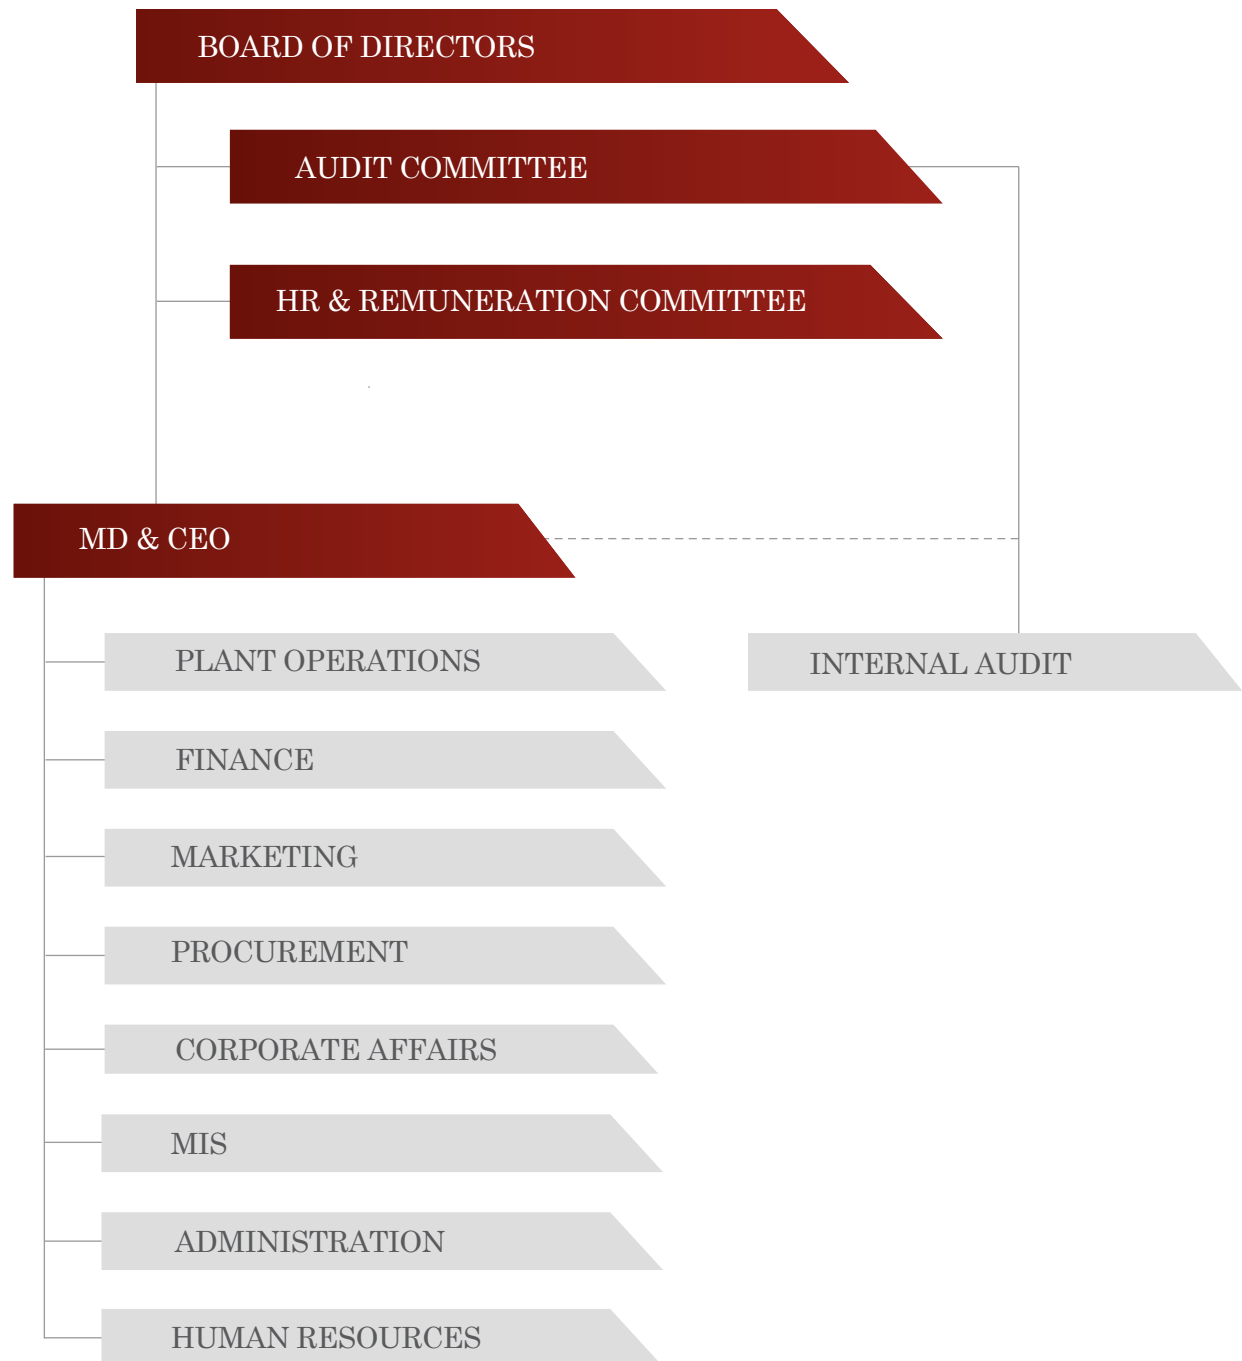 BOARD OF DIRECTORS
AUDIT COMMITTEE
HR & REMUNERATION COMMITTEE
MD & CEO
PLANT OPERATIONS
INTERNAL AUDIT
FINANCE
MARKETING
PROCUREMENT
CORPORATE AFFAIRS
MIS
ADMINISTRATION
HUMAN RESOURCES